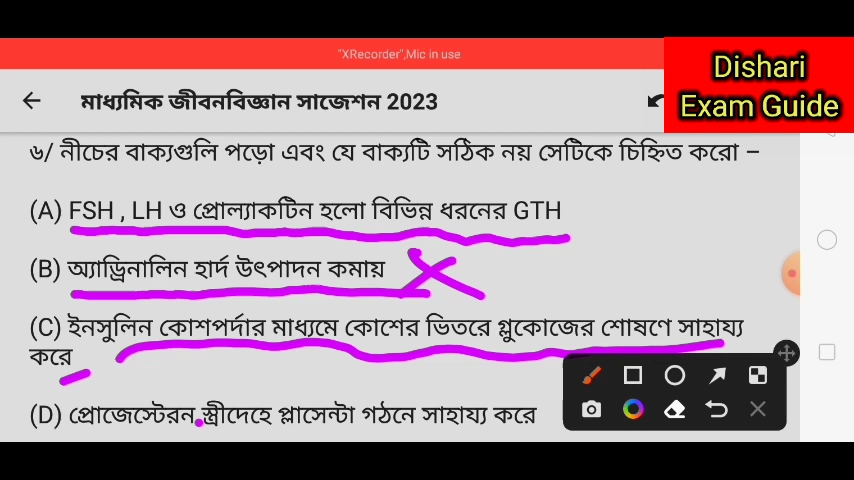 "XRecorder",Mic in use
Dishari
Exam Guide
মাধ্যমিক জীবনবিজ্ঞান সাজেশন 2023
৬/ নীচের বাক্যগুলি পড়ো এবং যে বাক্যটি সঠিক নয় সেটিকে চিহ্নিত করো –
(A) FSH , LH ও প্রোল্যাকটিন হলো বিভিন্ন ধরনের GTH
(B) অ্যাড্রিনালিন হার্দ উৎপাদন কমায়
(C) ইনসুলিন কোশপর্দার মাধ্যমে কোশের ভিতরে গ্লুকোজের শোষণে সাহায্য
করে
(D) প্রোজেস্টেরন স্ত্রীদেহে প্লাসেন্টা গঠনে সাহায্য করে